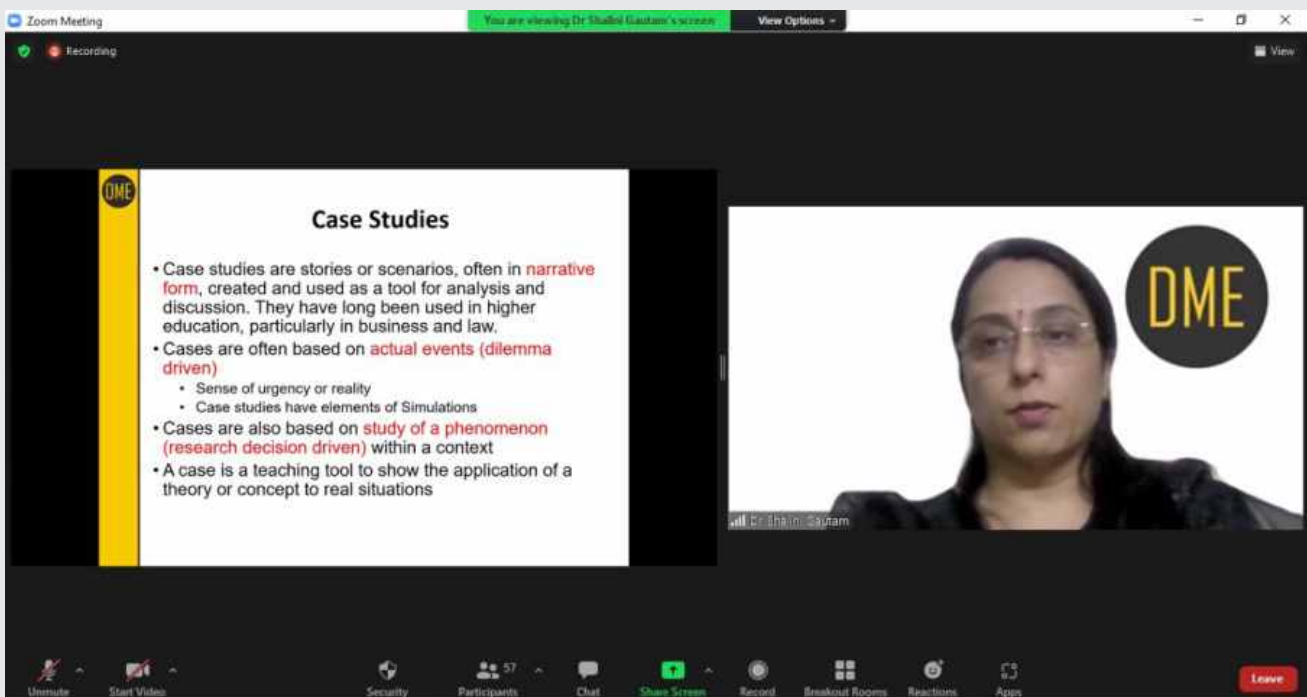 Zoom Meeting
You are viewing Dr Shalini Gautam's screen
View Options
Recording
View
DME
Case Studies
• Case studies are stories or scenarios, often in narrative
form, created and used as a tool for analysis and
discussion. They have long been used in higher
education, particularly in business and law.
• Cases are often based on actual events (dilemma
driven)
• Sense of urgency or reality
• Case studies have elements of Simulations
• Cases are also based on study of a phenomenon
(research decision driven) within a context
• A case is a teaching tool to show the application of a
theory or concept to real situations
DME
Dr Shalini Gautam
Unmute
Start Video
Security
57
Participants
Chat
Share Screen
Record
Breakout Rooms
Reactions
Apps
Leave